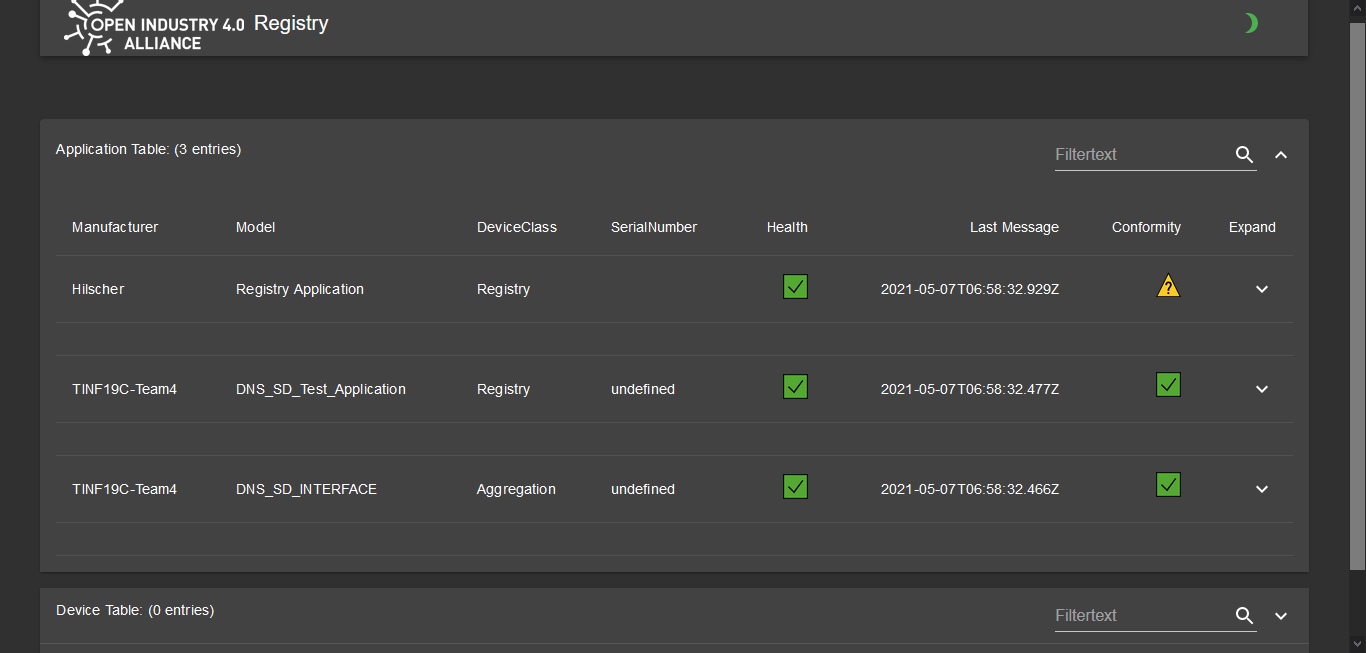 OPEN INDUSTRY 4.0 Registry
ALLIANCE
Application Table: (3 entries)
Filtertext
Manufacturer Model DeviceClass SerialNumber Health Last Message Conformity Expand
Hilscher Registry Application Registry 2021-05-07T06:58:32.929Z ?
TINF19C-Team4 DNS_SD_Test_Application Registry undefined 2021-05-07T06:58:32.477Z
TINF19C-Team4 DNS_SD_INTERFACE Aggregation undefined 2021-05-07T06:58:32.466Z
Device Table: (0 entries)
Filtertext